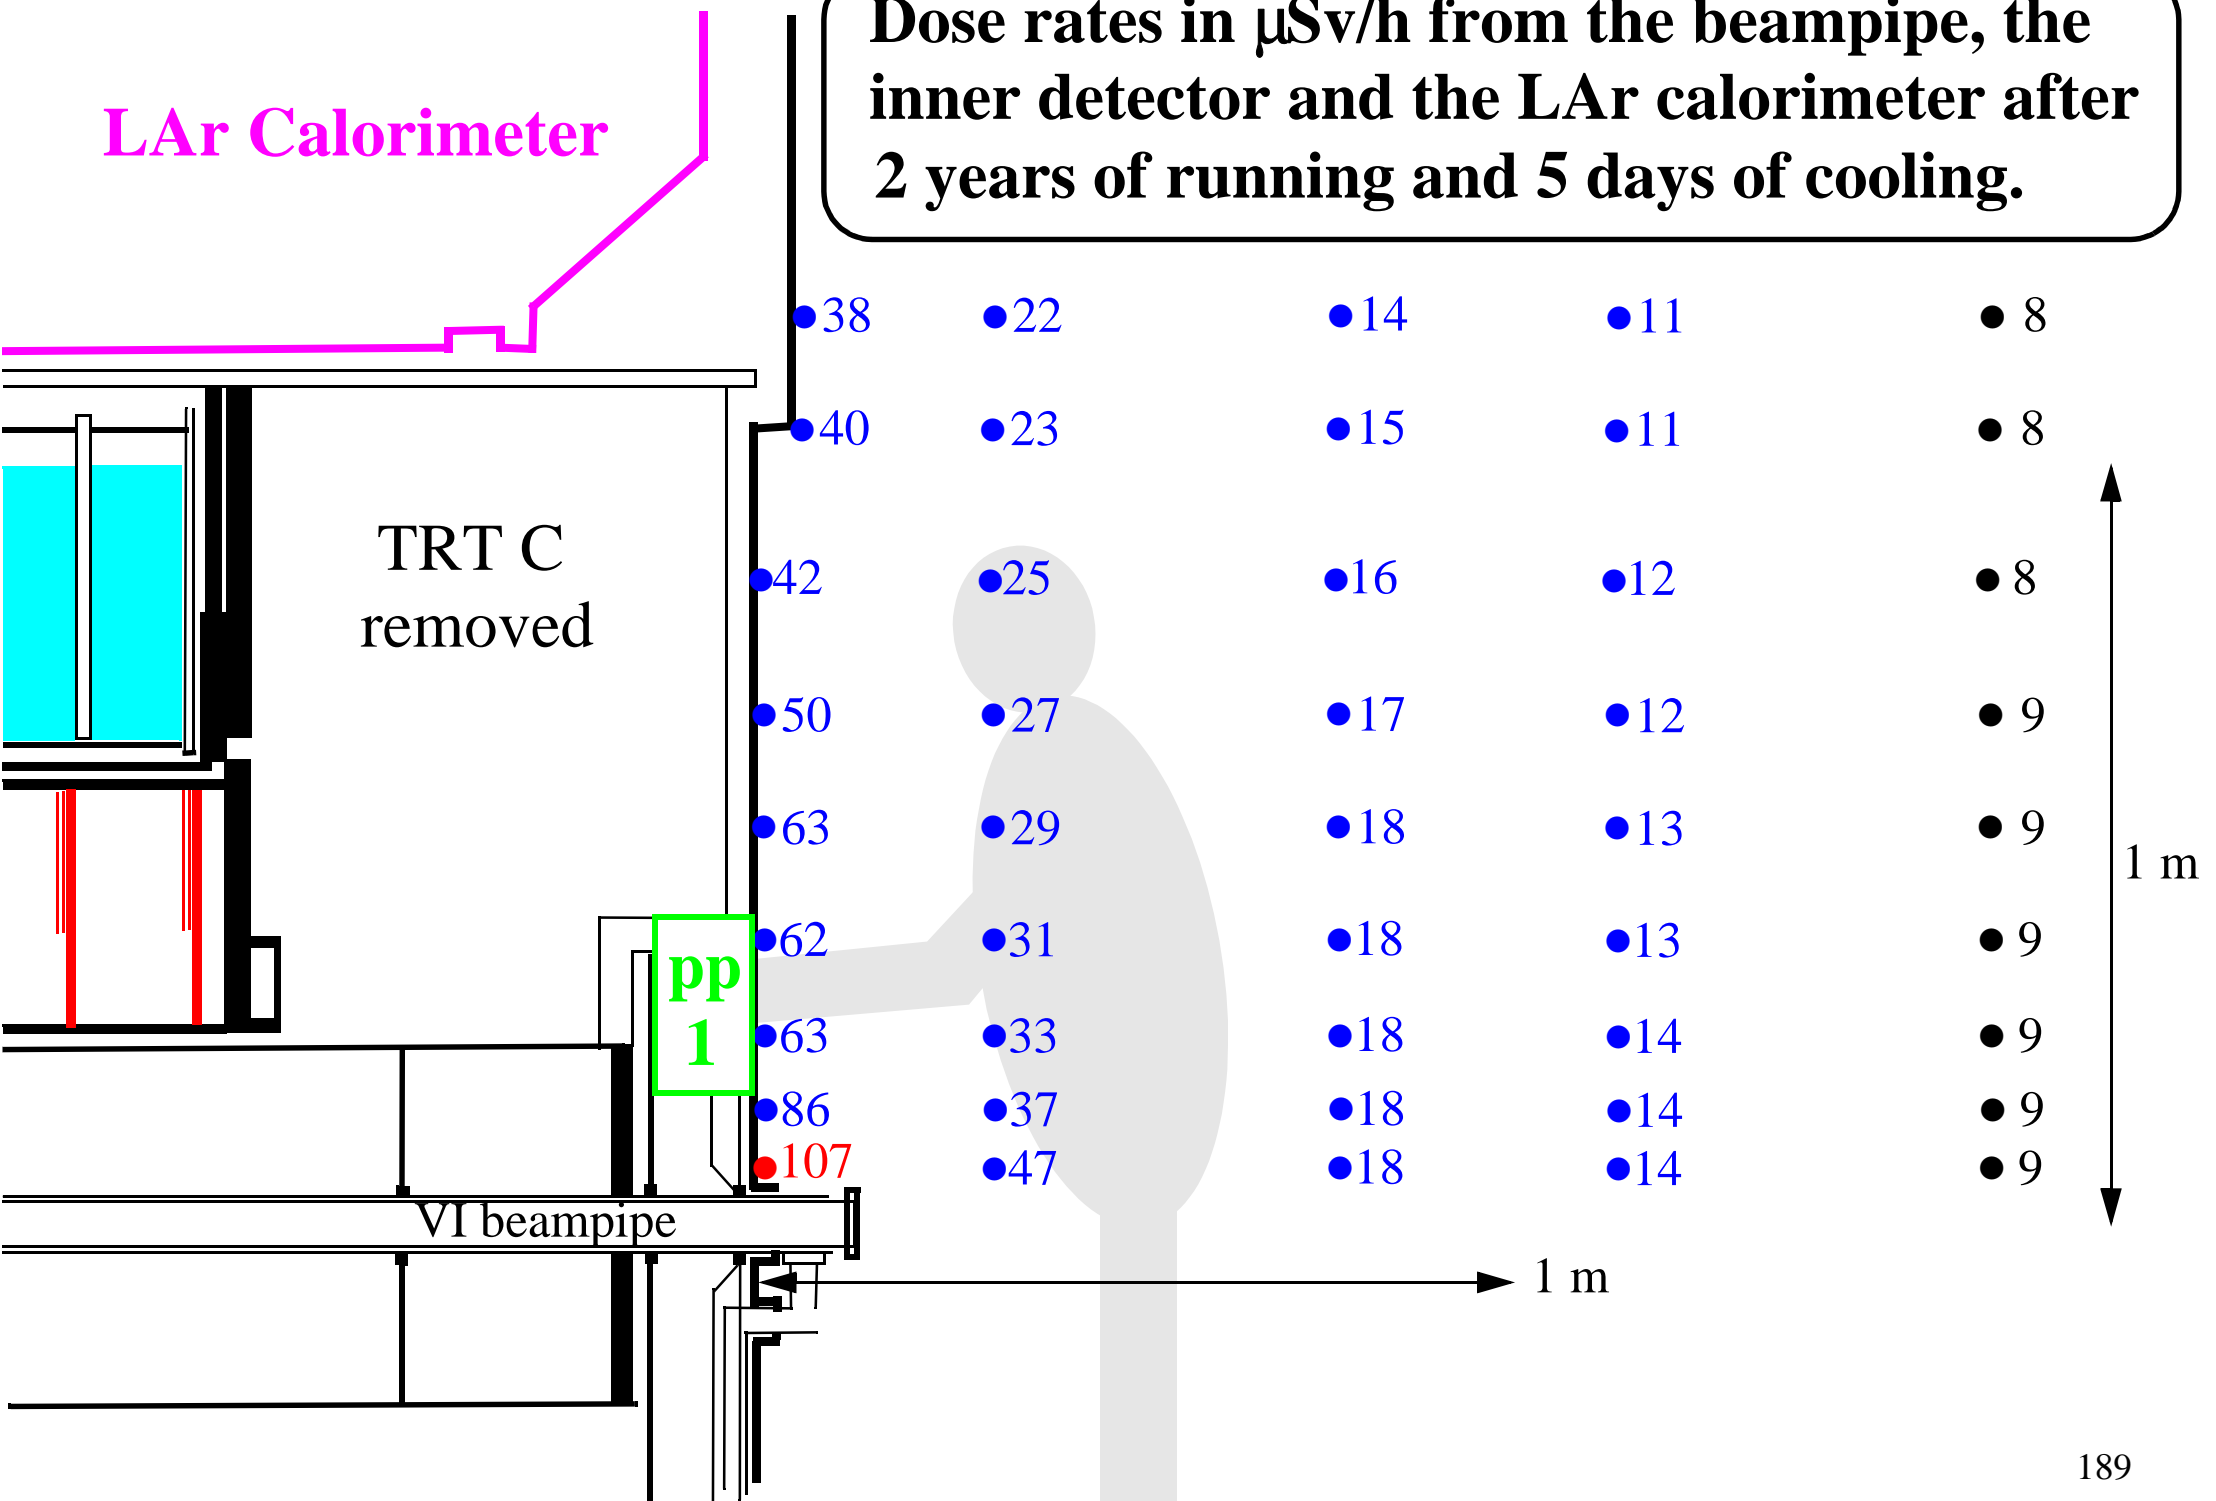 Dose rates in μSv/h from the beampipe, the
inner detector and the LAr calorimeter after
2 years of running and 5 days of cooling.
LAr Calorimeter
38 22 14 11 8
40 23 15 11 8
TRT C
removed
42 25 16 12 8
50 27 17 12 9
63 29 18 13 9
1 m
62 31 18 13 9
pp
1
63 33 18 14 9
86 37 18 14 9
107 47 18 14 9
VI beampipe
1 m
189